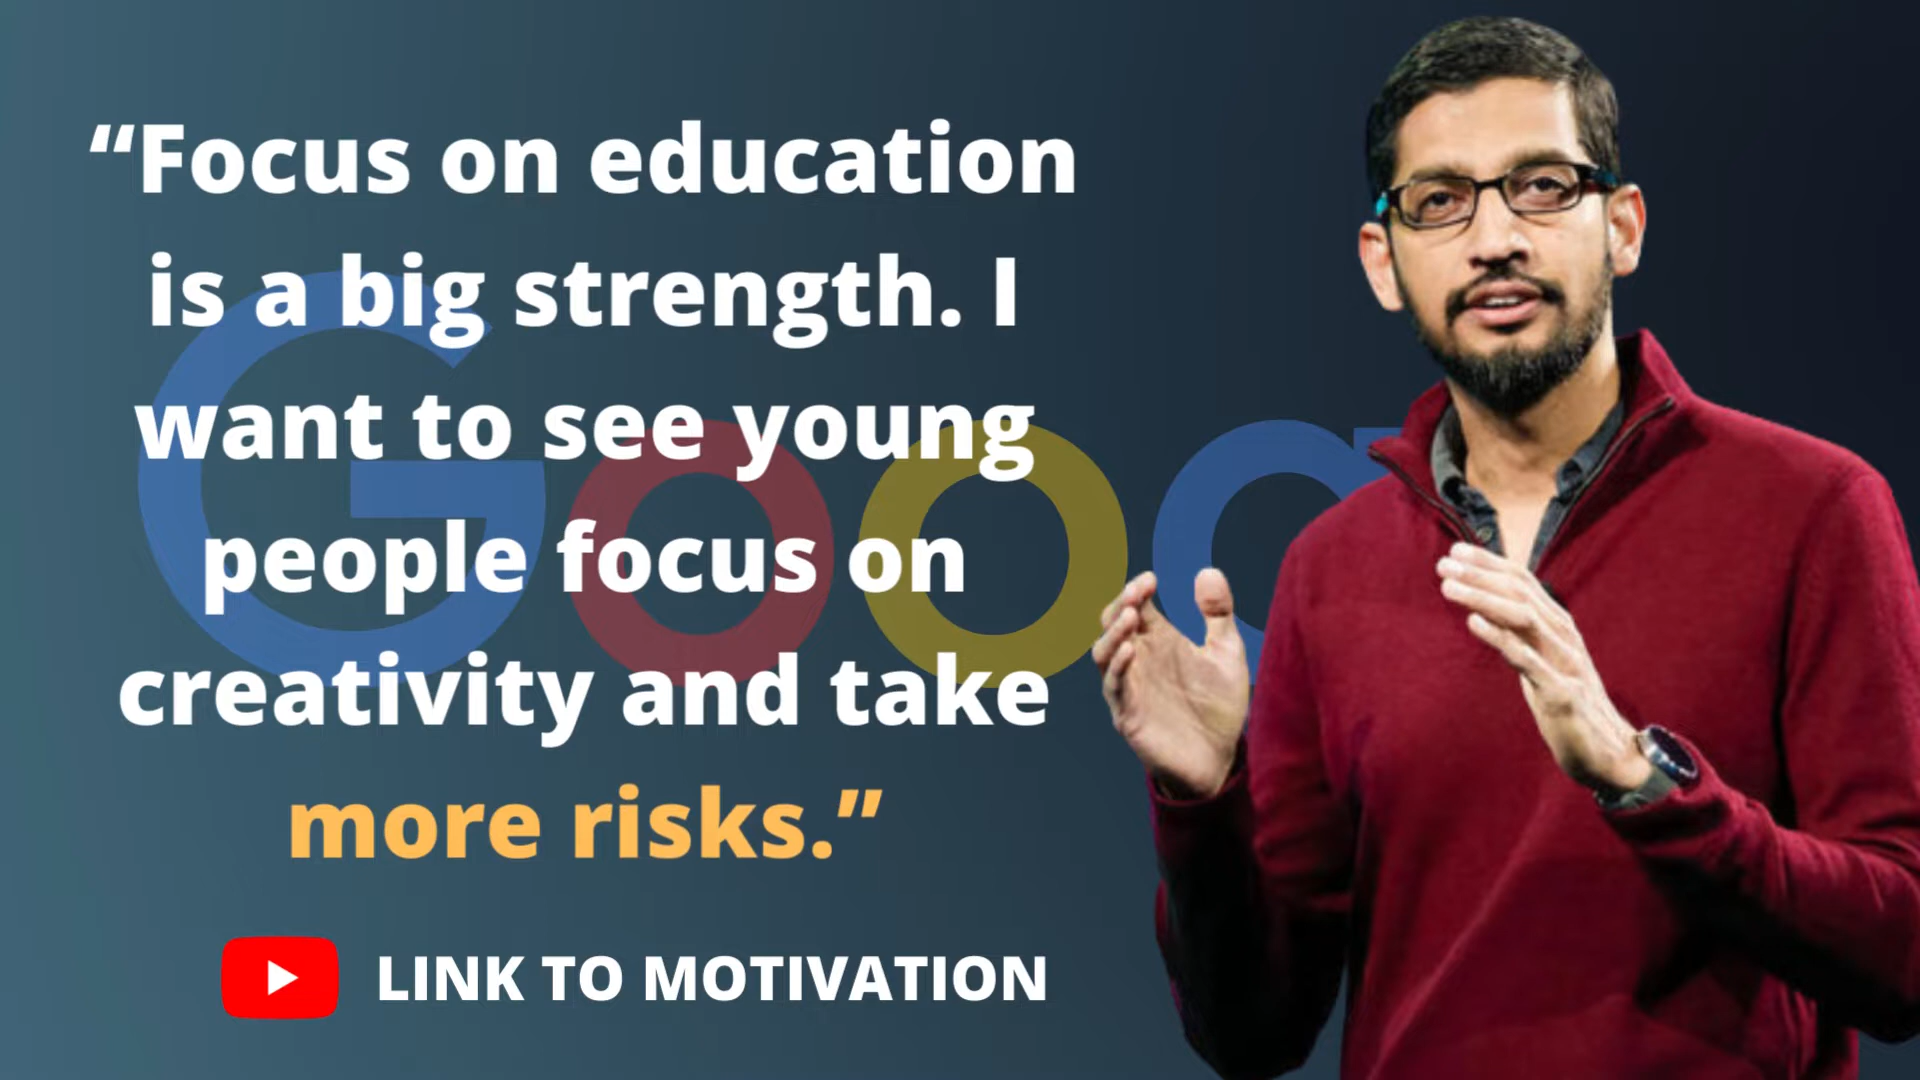 “Focus on education
is a big strength. I
want to see young
people focus on
creativity and take
more risks.”
Goog
LINK TO MOTIVATION